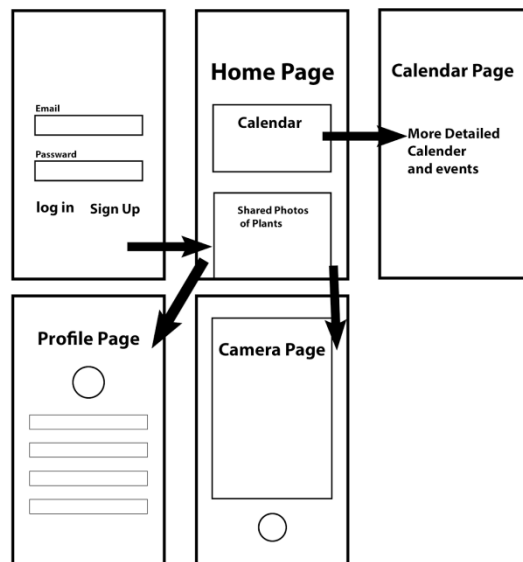 Email
Passward
log in
Sign Up
Home Page
Calendar
Shared Photos
of Plants
Calendar Page
More Detailed
Calender
and events
Profile Page
Camera Page